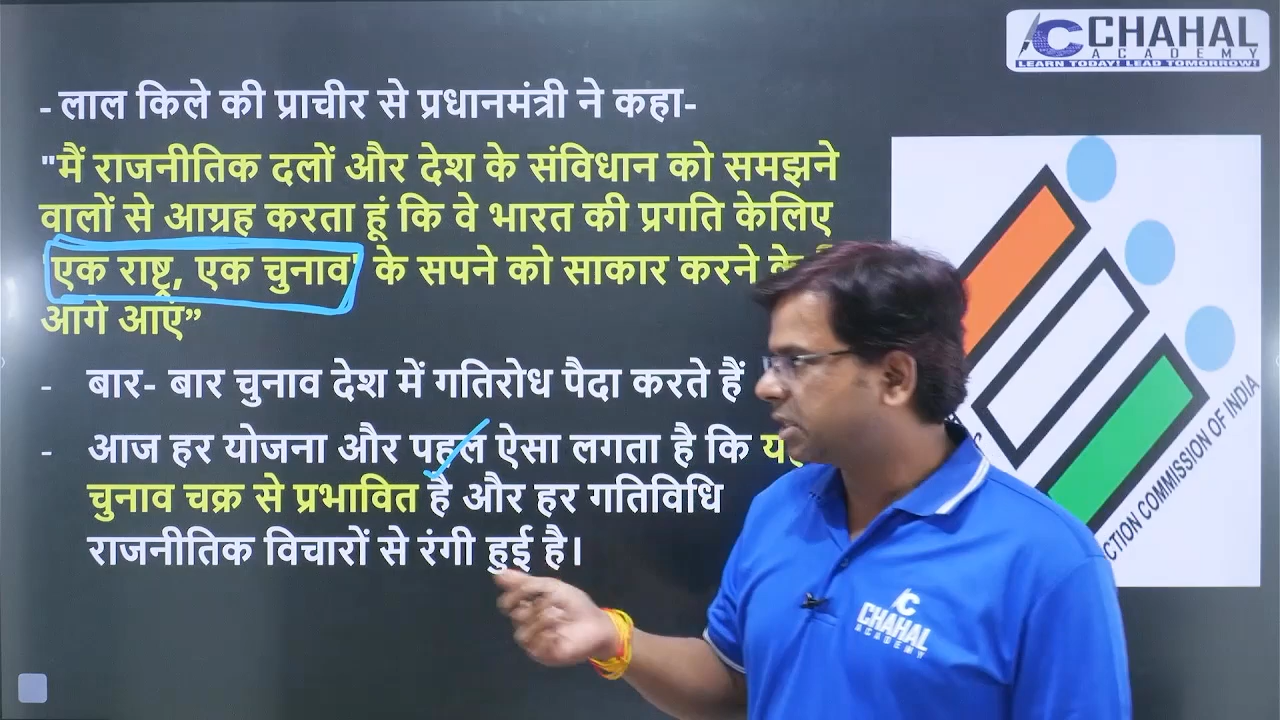 CHAHAL
ACADEMY
LEARN TODAY! LEAD TOMORROW!
- लाल किले की प्राचीर से प्रधानमंत्री ने कहा-
"मैं राजनीतिक दलों और देश के संविधान को समझने
वालों से आग्रह करता हूं कि वे भारत की प्रगति केलिए
'एक राष्ट्र, एक चुनाव' के सपने को साकार करने के
आगे आएं”
- बार- बार चुनाव देश में गतिरोध पैदा करते हैं
- आज हर योजना और पहल ऐसा लगता है कि
चुनाव चक्र से प्रभावित है और हर गतिविधि
राजनीतिक विचारों से रंगी हुई है।
COMMISSION OF INDIA
CHAHAL
ACADEMY